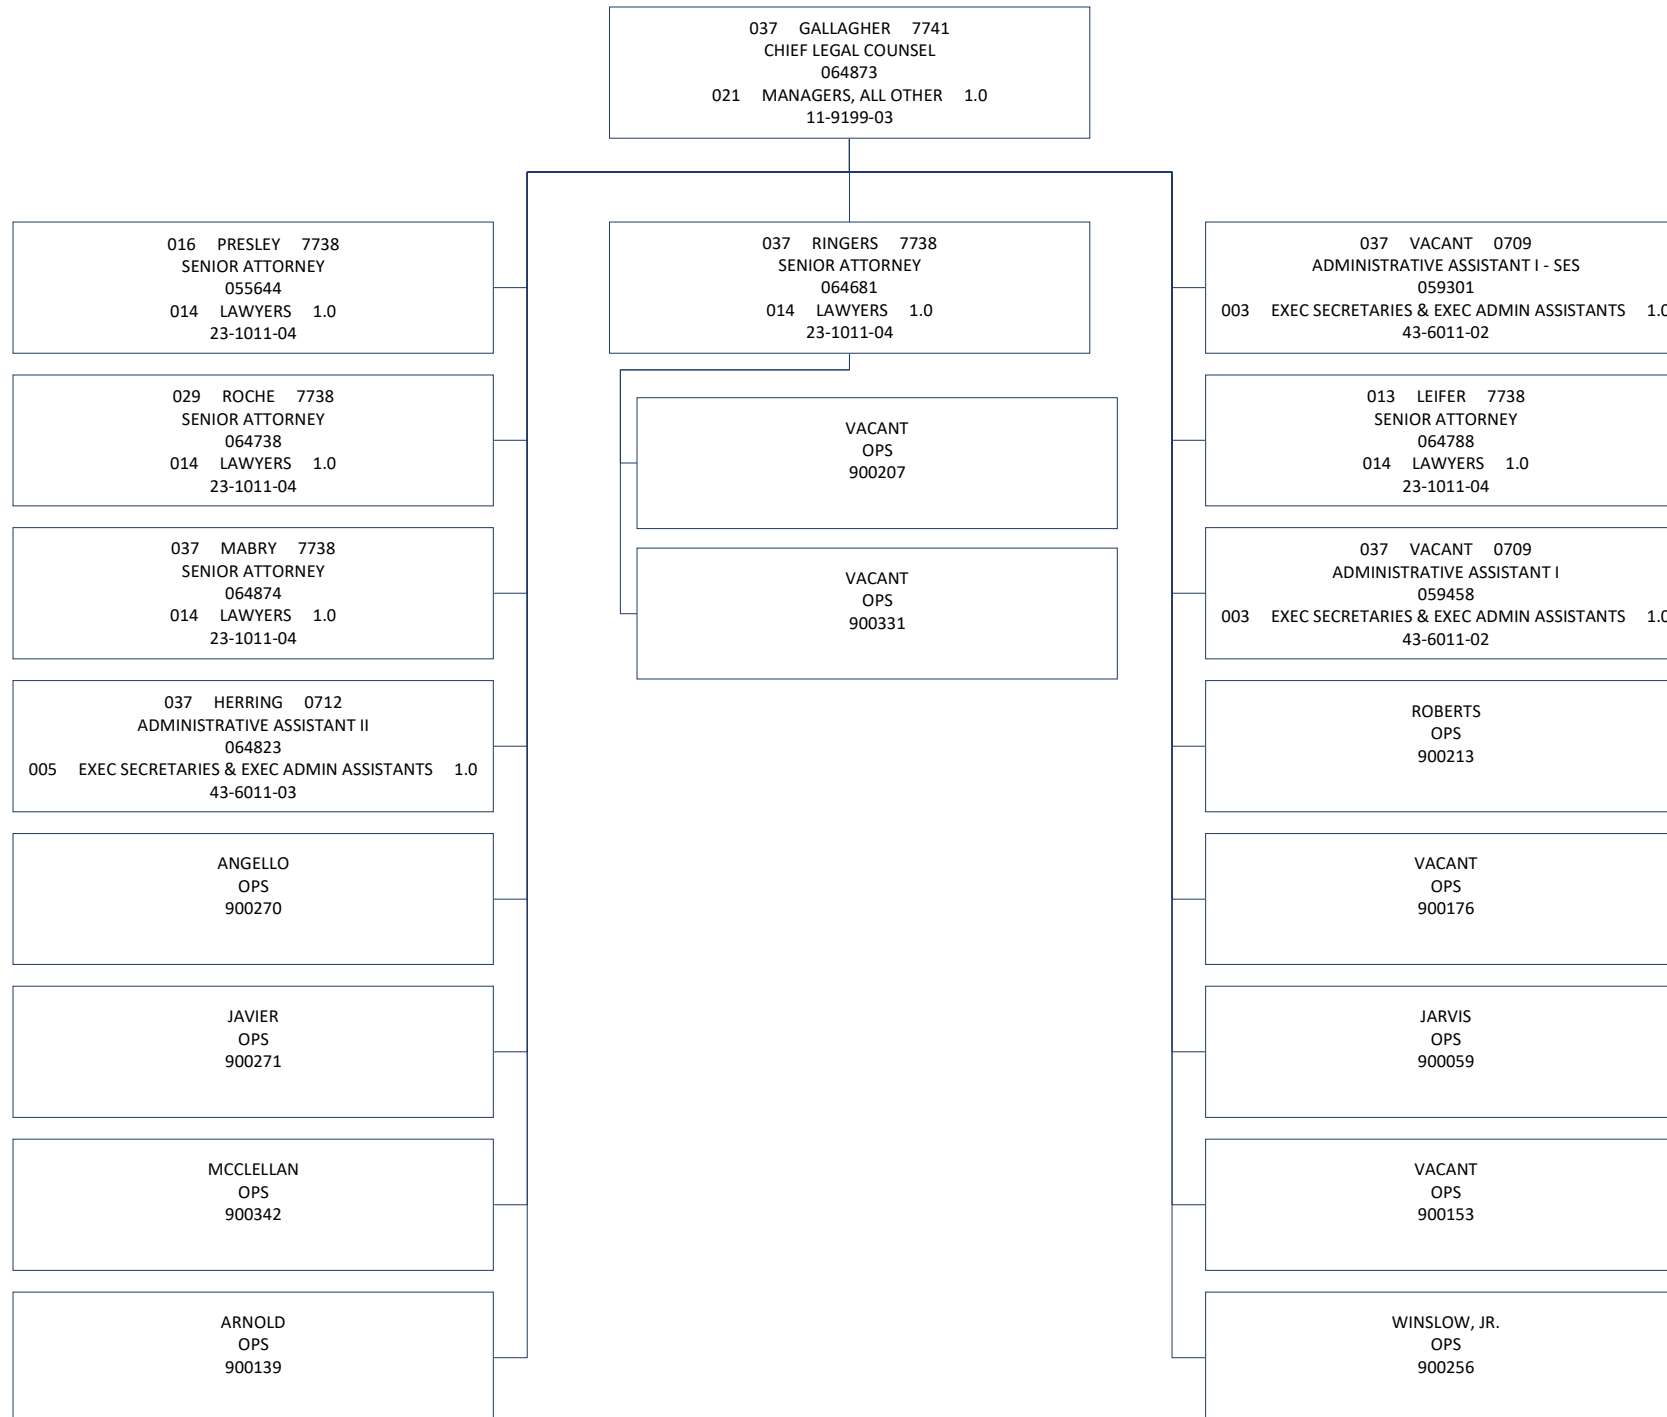 037 GALLAGHER 7741
CHIEF LEGAL COUNSEL
064873
021 MANAGERS, ALL OTHER 1.0
11-9199-03
016 PRESLEY 7738
SENIOR ATTORNEY
055644
014 LAWYERS 1.0
23-1011-04
029 ROCHE 7738
SENIOR ATTORNEY
064738
014 LAWYERS 1.0
23-1011-04
037 MABRY 7738
SENIOR ATTORNEY
064874
014 LAWYERS 1.0
23-1011-04
037 HERRING 0712
ADMINISTRATIVE ASSISTANT II
064823
005 EXEC SECRETARIES & EXEC ADMIN ASSISTANTS 1.0
43-6011-03
ANGELLO
OPS
900270
JAVIER
OPS
900271
MCCLELLAN
OPS
900342
ARNOLD
OPS
900139
037 RINGERS 7738
SENIOR ATTORNEY
064681
014 LAWYERS 1.0
23-1011-04
VACANT
OPS
900207
VACANT
OPS
900331
037 VACANT 0709
ADMINISTRATIVE ASSISTANT I - SES
059301
003 EXEC SECRETARIES & EXEC ADMIN ASSISTANTS 1.0
43-6011-02
013 LEIFER 7738
SENIOR ATTORNEY
064788
014 LAWYERS 1.0
23-1011-04
037 VACANT 0709
ADMINISTRATIVE ASSISTANT I
059458
003 EXEC SECRETARIES & EXEC ADMIN ASSISTANTS 1.0
43-6011-02
ROBERTS
OPS
900213
VACANT
OPS
900176
JARVIS
OPS
900059
VACANT
OPS
900153
WINSLOW, JR.
OPS
900256